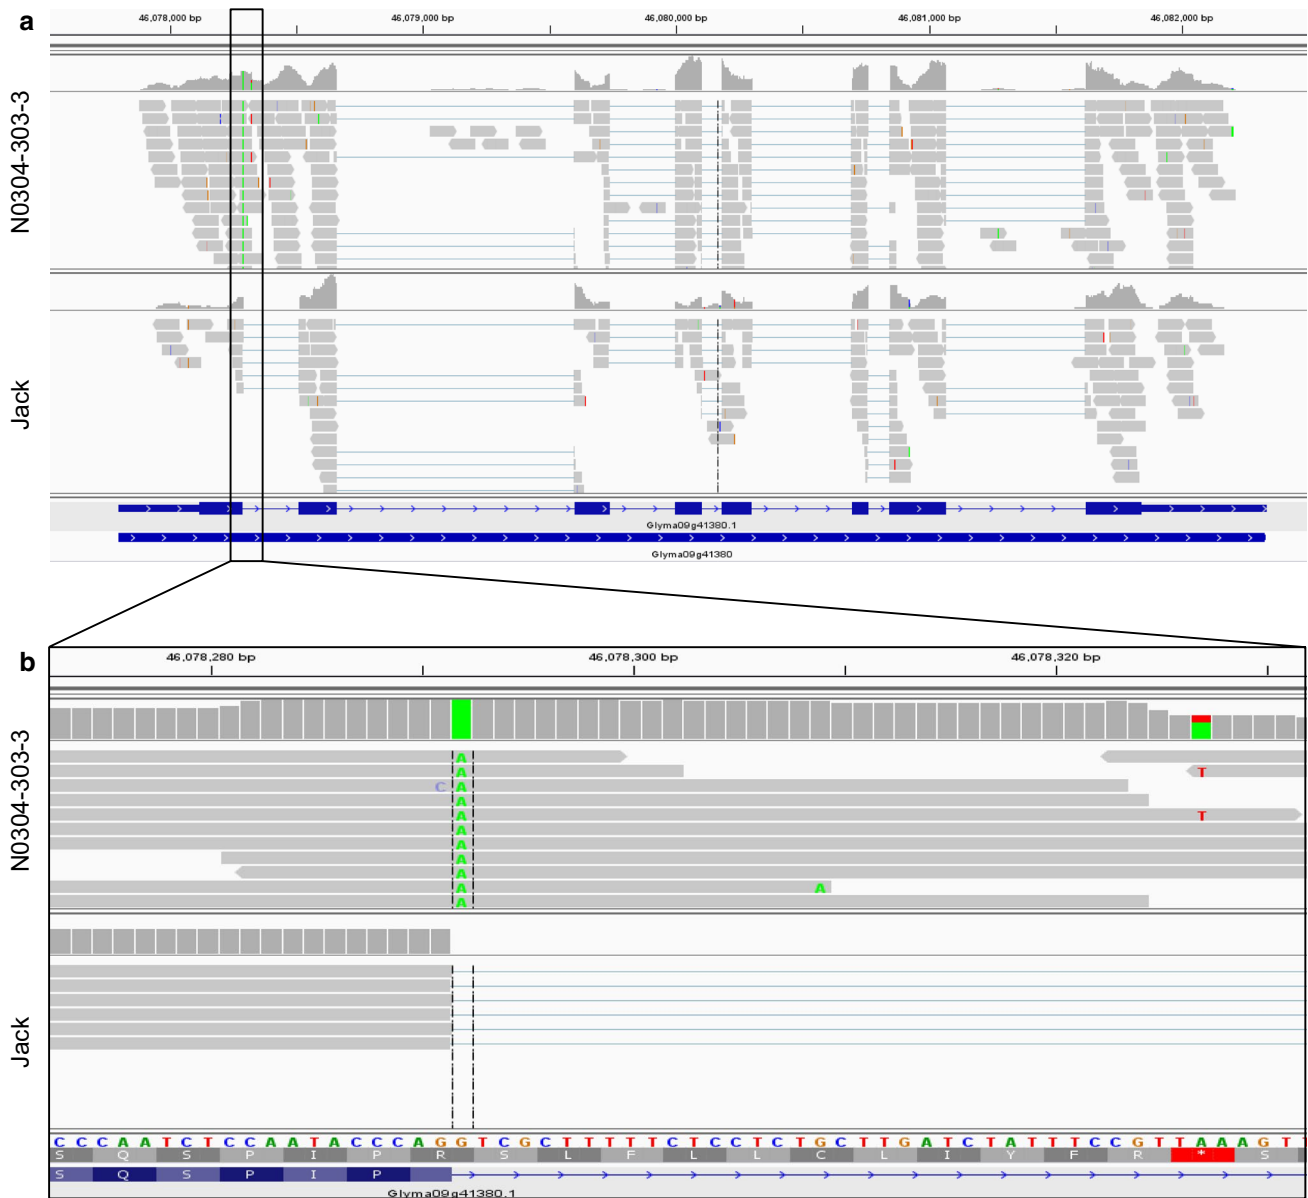 a
46,078,000 bp 46,079,000 bp 46,080,000 bp 46,081,000 bp 46,082,000 bp
N0304-303-3
Jack
Glyma09g41380.1
Glyma09g41380
b
46,078,280 bp 46,078,300 bp 46,078,320 bp
N0304-303-3
A
A T
C A
A
A T
A
A
A
A
A A
A
Jack
C C C A A T C T C C A A T A C C C A G G T C G C T T T T T C T C C T C T G C T T G A T C T A T T T C C G T T A A A G T T
S Q S P I P R S L F L L C L I Y F R * S
S Q S P I P
Glyma09g41380.1